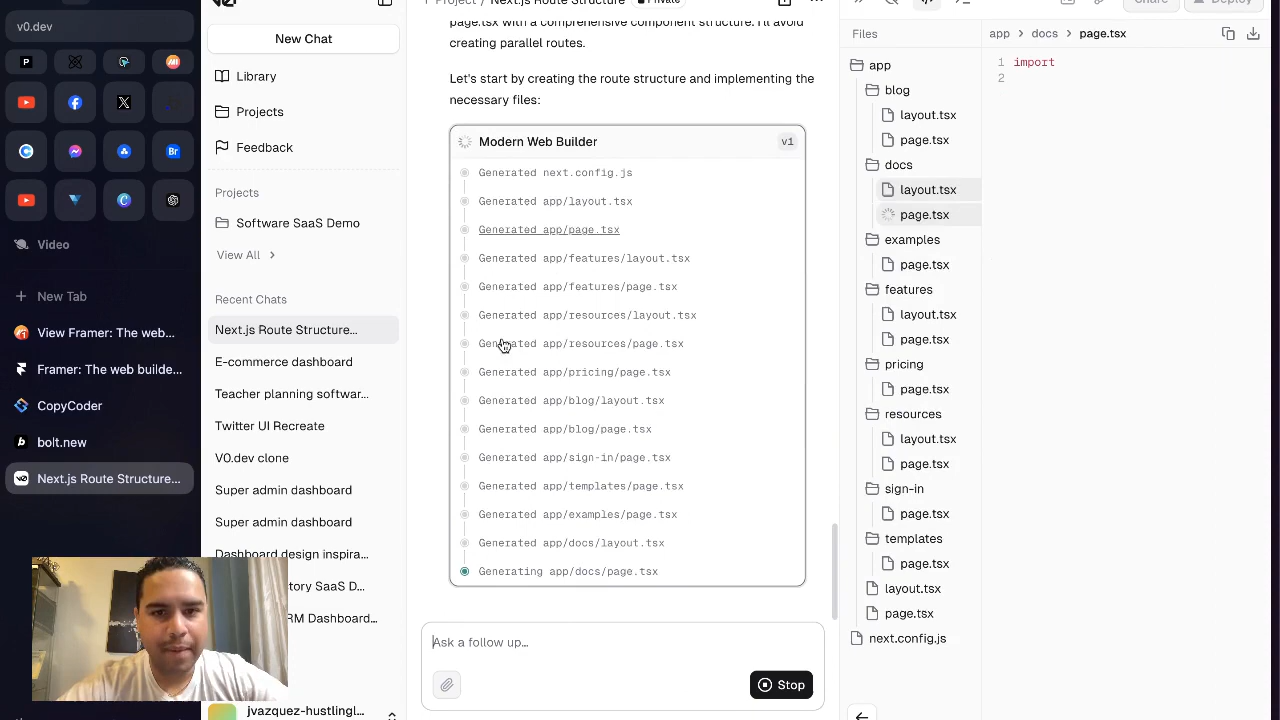 v0.dev
Video
New Tab
View Framer: The web...
Framer: The web builde...
CopyCoder
bolt.new
Next.js Route Structure...
New Chat
Library
Projects
Feedback
Projects
Software SaaS Demo
View All
Recent Chats
Next.js Route Structure...
E-commerce dashboard
Teacher planning softwar...
Twitter UI Recreate
V0.dev clone
Super admin dashboard
Super admin dashboard
Dashboard design inspira...
tory SaaS D...
RM Dashboard...
jvazquez-hustlingl...
Project / Next.js Route Structure Private
page.tsx with a comprehensive component structure. I'll avoid
creating parallel routes.
Let's start by creating the route structure and implementing the
necessary files:
Modern Web Builder v1
Generated next.config.js
Generated app/layout.tsx
Generated app/page.tsx
Generated app/features/layout.tsx
Generated app/features/page.tsx
Generated app/resources/layout.tsx
Generated app/resources/page.tsx
Generated app/pricing/page.tsx
Generated app/blog/layout.tsx
Generated app/blog/page.tsx
Generated app/sign-in/page.tsx
Generated app/templates/page.tsx
Generated app/examples/page.tsx
Generated app/docs/layout.tsx
Generating app/docs/page.tsx
Ask a follow up...
Stop
Share
Deploy
Files
app
blog
layout.tsx
page.tsx
docs
layout.tsx
page.tsx
examples
page.tsx
features
layout.tsx
page.tsx
pricing
page.tsx
resources
layout.tsx
page.tsx
sign-in
page.tsx
templates
page.tsx
layout.tsx
page.tsx
next.config.js
app > docs > page.tsx
1 import
2